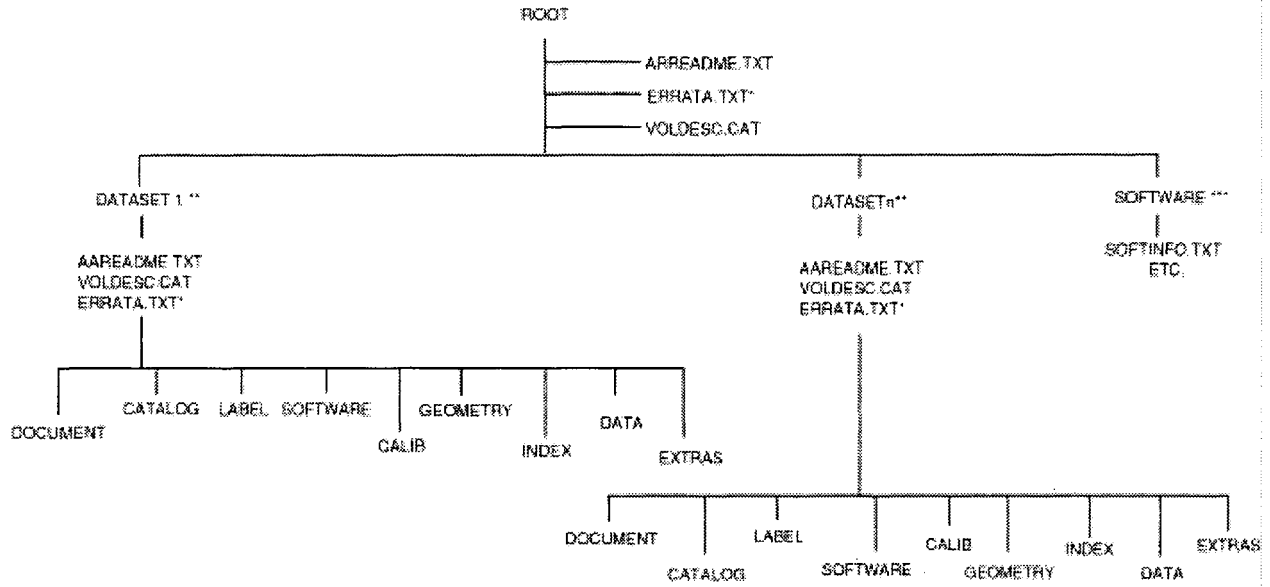 ROOT
ARREADME.TXT
ERRATA.TXT*
VOLDESC.CAT
DATASET 1 **
DATASETn**
SOFTWARE ***
AAREADME.TXT
VOLDESC.CAT
ERRATA.TXT*
AAREADME.TXT
VOLDESC.CAT
ERRATA.TXT*
SOFTINFO.TXT
ETC.
DOCUMENT
CATALOG
LABEL
SOFTWARE
CALIB
GEOMETRY
INDEX
DATA
EXTRAS
DOCUMENT
CATALOG
LABEL
SOFTWARE
CALIB
GEOMETRY
INDEX
DATA
EXTRAS